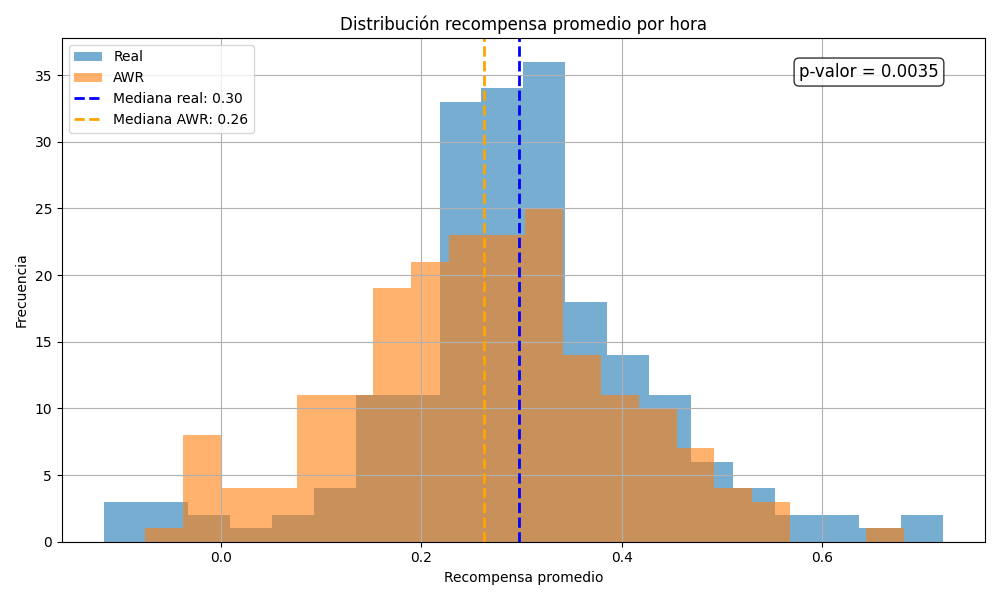 Distribución recompensa promedio por hora
Real
AWR
Mediana real: 0.30
Mediana AWR: 0.26
p-valor = 0.0035
Frecuencia
35
30
25
20
15
10
5
0
0.0
0.2
0.4
0.6
Recompensa promedio